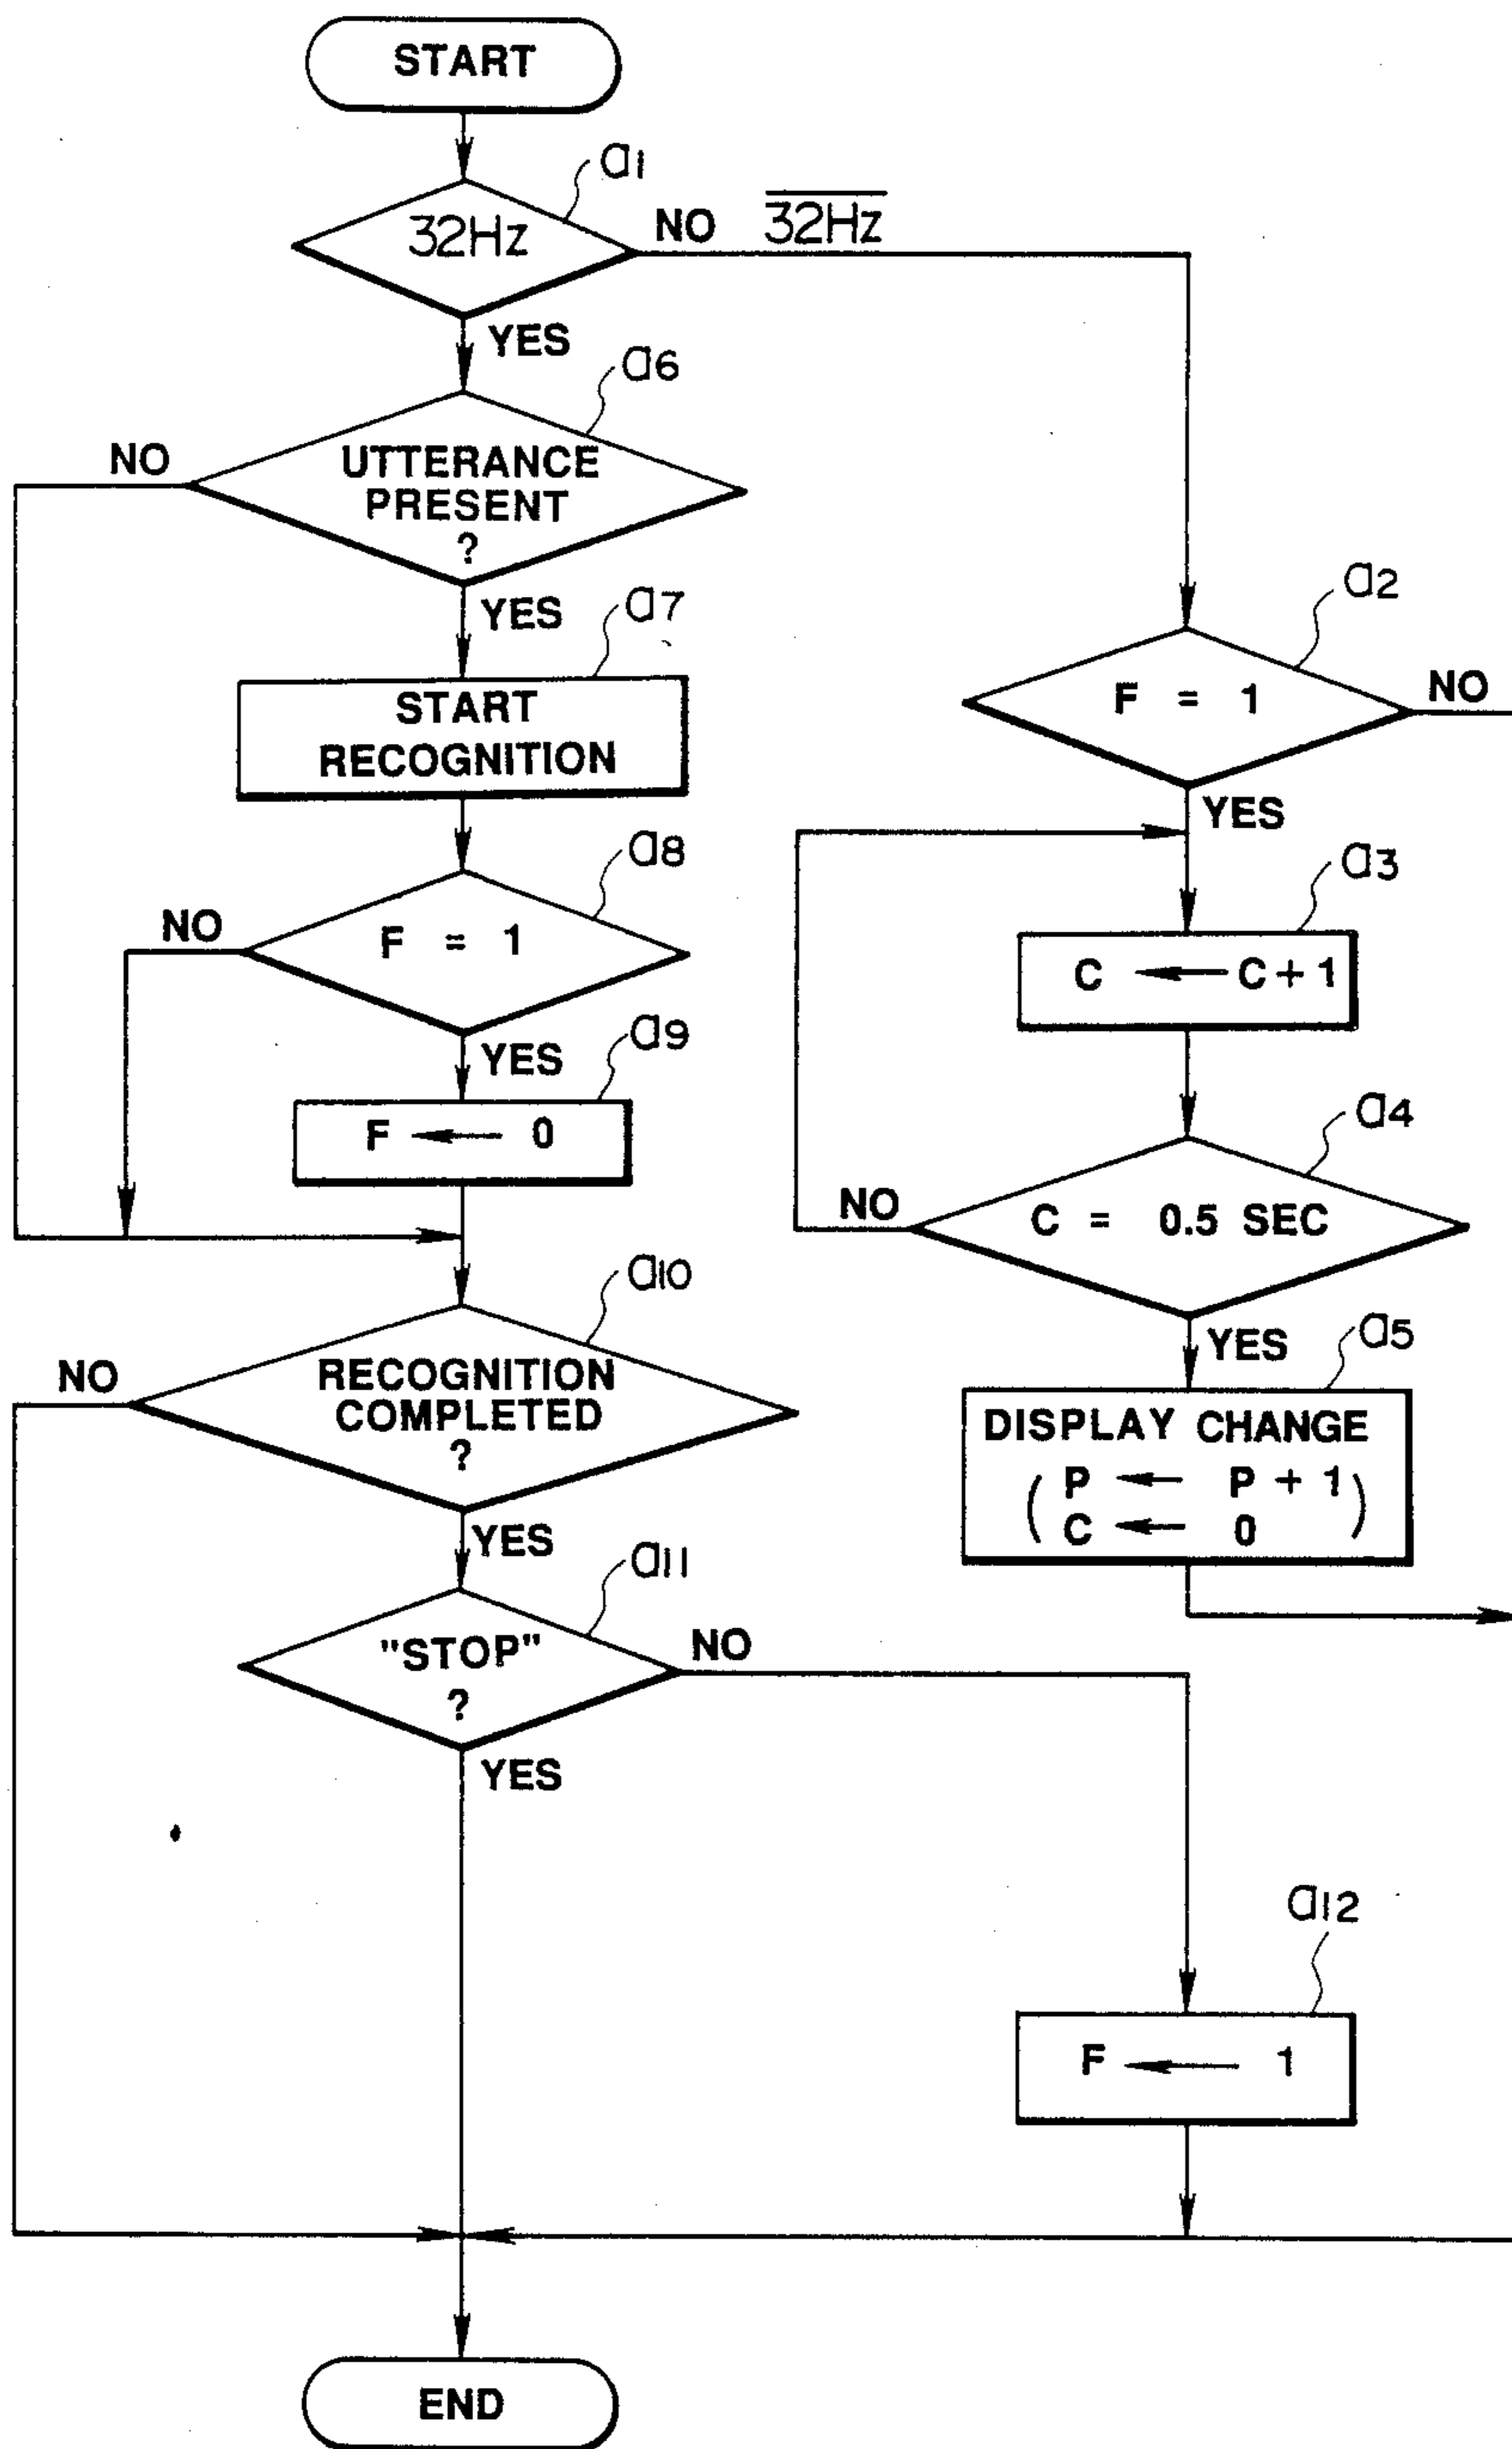 START
a1
32Hz
NO 32Hz
YES
a6
NO
UTTERANCE
PRESENT
?
YES
a7
START
RECOGNITION
a8
NO
F = 1
YES
a9
F ← 0
a10
NO
RECOGNITION
COMPLETED
?
YES
a11
"STOP"
?
NO
YES
a2
F = 1
NO
YES
a3
C ← C + 1
a4
NO
C = 0.5 SEC
YES
a5
DISPLAY CHANGE
( P ← P + 1 )
C ← 0
a12
F ← 1
END